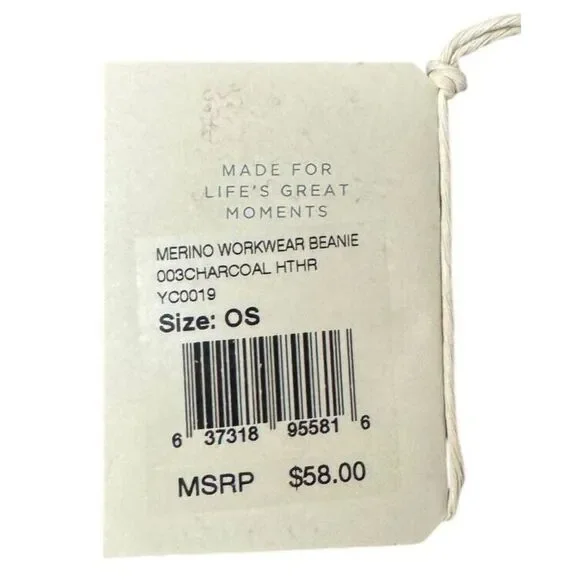 MADE FOR
LIFE'S GREAT
MOMENTS
MERINO WORKWEAR BEANIE
003CHARCOAL HTHR
YC0019
Size: OS
6 37318 95581 6
MSRP $58.00